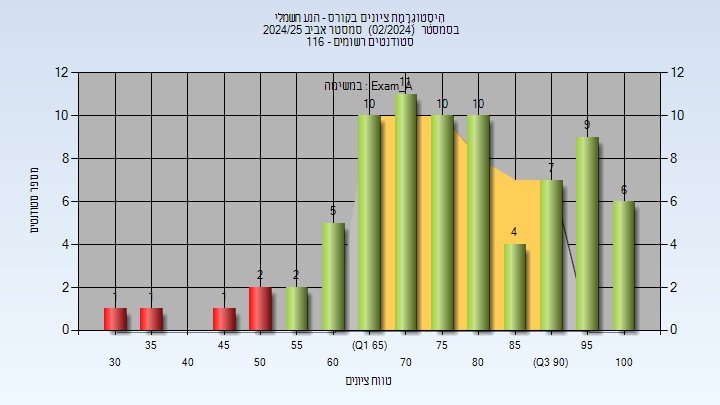 היסטוגרמת ציונים בקורס - הנע חשמלי
בסמסטר (02/2024) סמסטר אביב 2024/25
סטודנטים רשומים - 116
במשימה : Exam_A
מספר סטודנטים
12 12
10 10
8 8
6 6
4 4
2 2
0 0
1 1 1 2 2 5 10 11 10 10 4 7 9 6
35 45 55 (Q1 65) 75 85 95
30 40 50 60 70 80 (Q3 90) 100
טווח ציונים